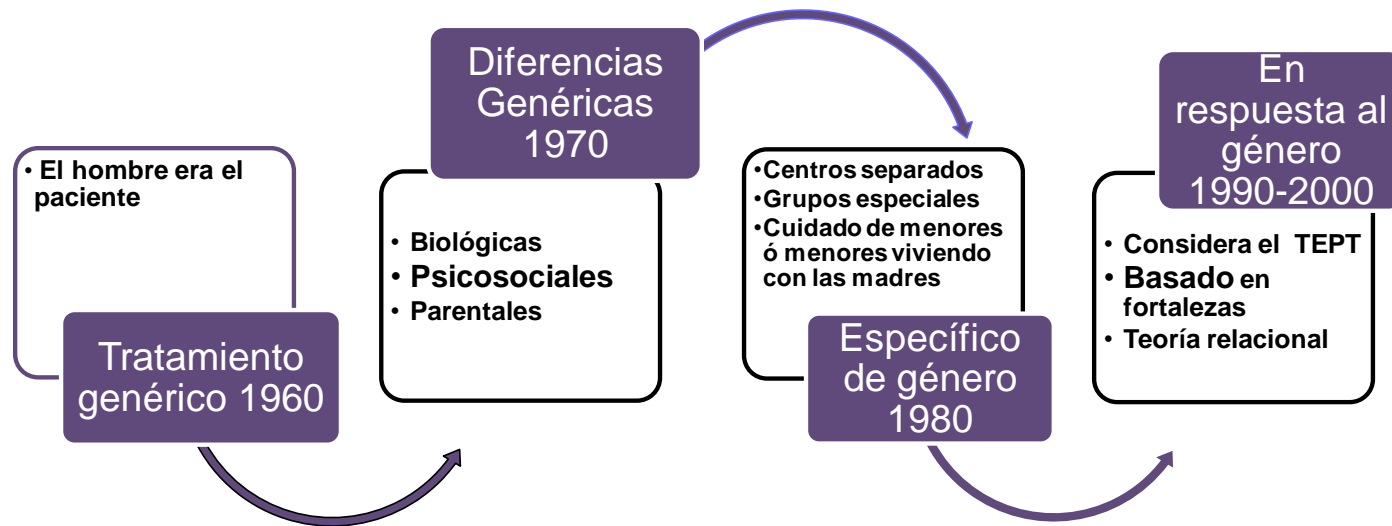 • El hombre era el
paciente
Tratamiento
genérico 1960
Diferencias
Genéricas
1970
• Biológicas
• Psicosociales
• Parentales
•Centros separados
•Grupos especiales
•Cuidado de menores
ó menores viviendo
con las madres
Específico
de género
1980
En
respuesta al
género
1990-2000
• Considera el TEPT
• Basado en
fortalezas
• Teoría relacional